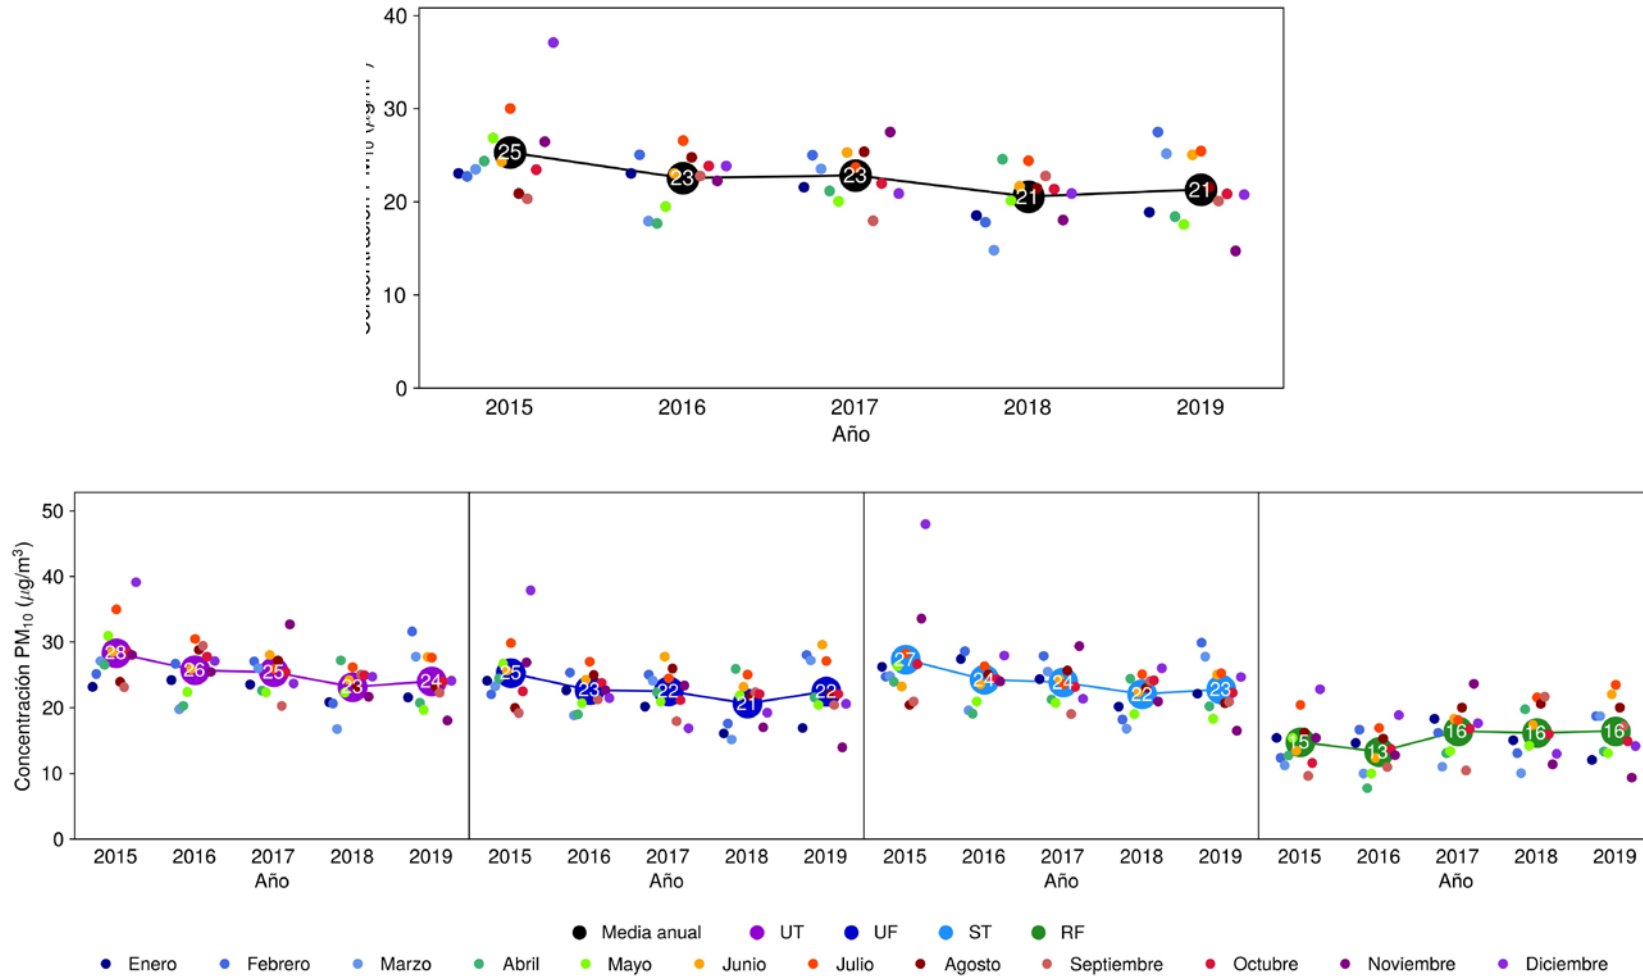 40
30
25
23
23
21
21
20
10
0
2015 2016 2017 2018 2019
Año
Concentración PM₁₀ (μg/m³)
50
40
30
20
10
0
28 26 25 23 24
25 23 22 21 22
27 24 24 22 23
15 13 16 16 16
2015 2016 2017 2018 2019 2015 2016 2017 2018 2019 2015 2016 2017 2018 2019 2015 2016 2017 2018 2019
Año Año Año Año
Media anual UT UF ST RF
Enero Febrero Marzo Abril Mayo Junio Julio Agosto Septiembre Octubre Noviembre Diciembre